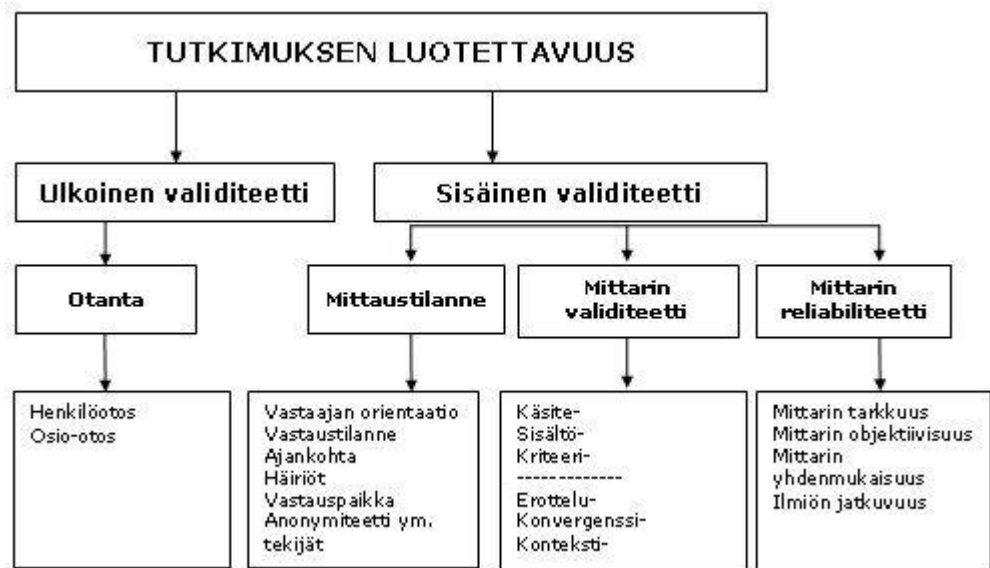 TUTKIMUKSEN LUOTETTAVUUS
Ulkoinen validiteetti
Sisäinen validiteetti
Otanta
Mittaustilanne
Mittarin
validiteetti
Mittarin
reliabiliteetti
Henkilöotos
Osio-otos
Vastaajan orientaatio
Vastaustilanne
Ajankohta
Häiriöt
Vastauspaikka
Anonymiteetti ym.
tekijät
Käsite-
Sisältö-
Kriteeri-
-------------
Erottelu-
Konvergenssi-
Konteksti-
Mittarin tarkkuus
Mittarin objektiivisuus
Mittarin
yhdenmukaisuus
Ilmiön jatkuvuus